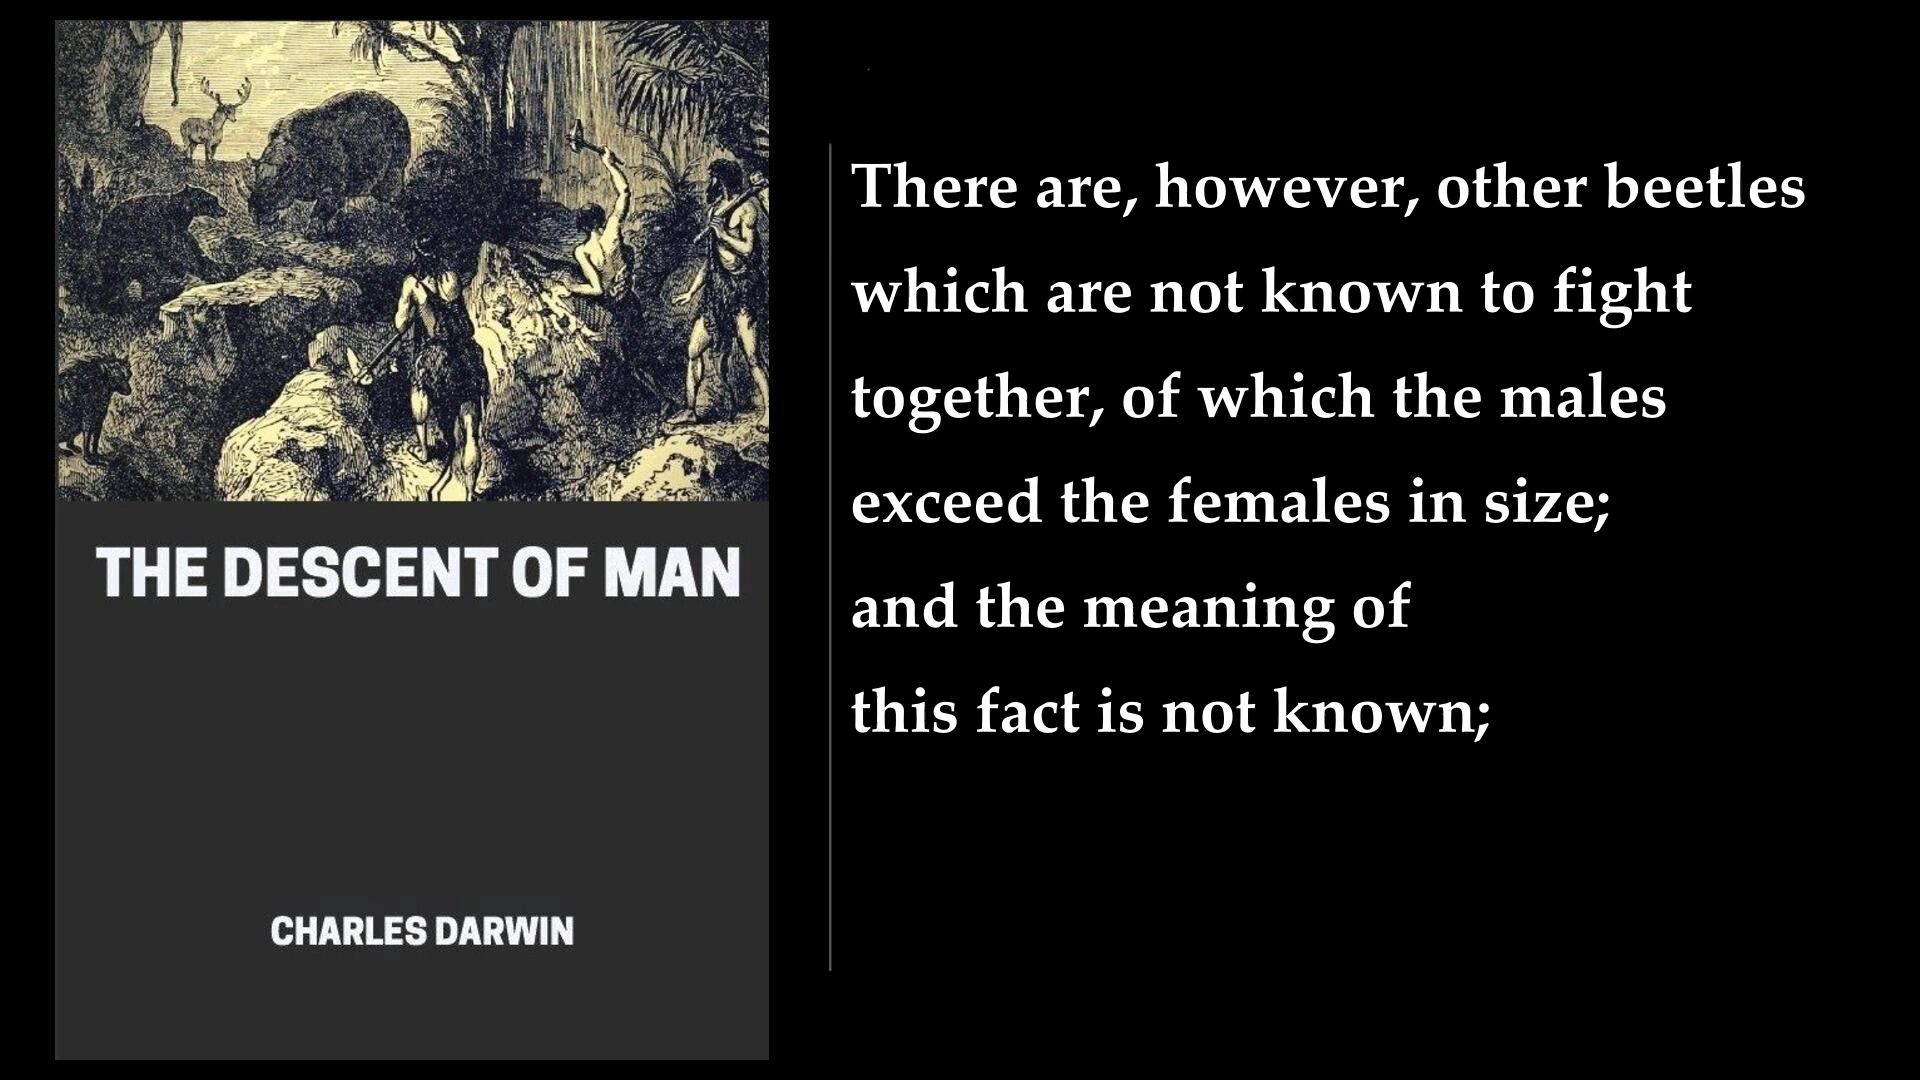 THE DESCENT OF MAN
CHARLES DARWIN
There are, however, other beetles
which are not known to fight
together, of which the males
exceed the females in size;
and the meaning of
this fact is not known;